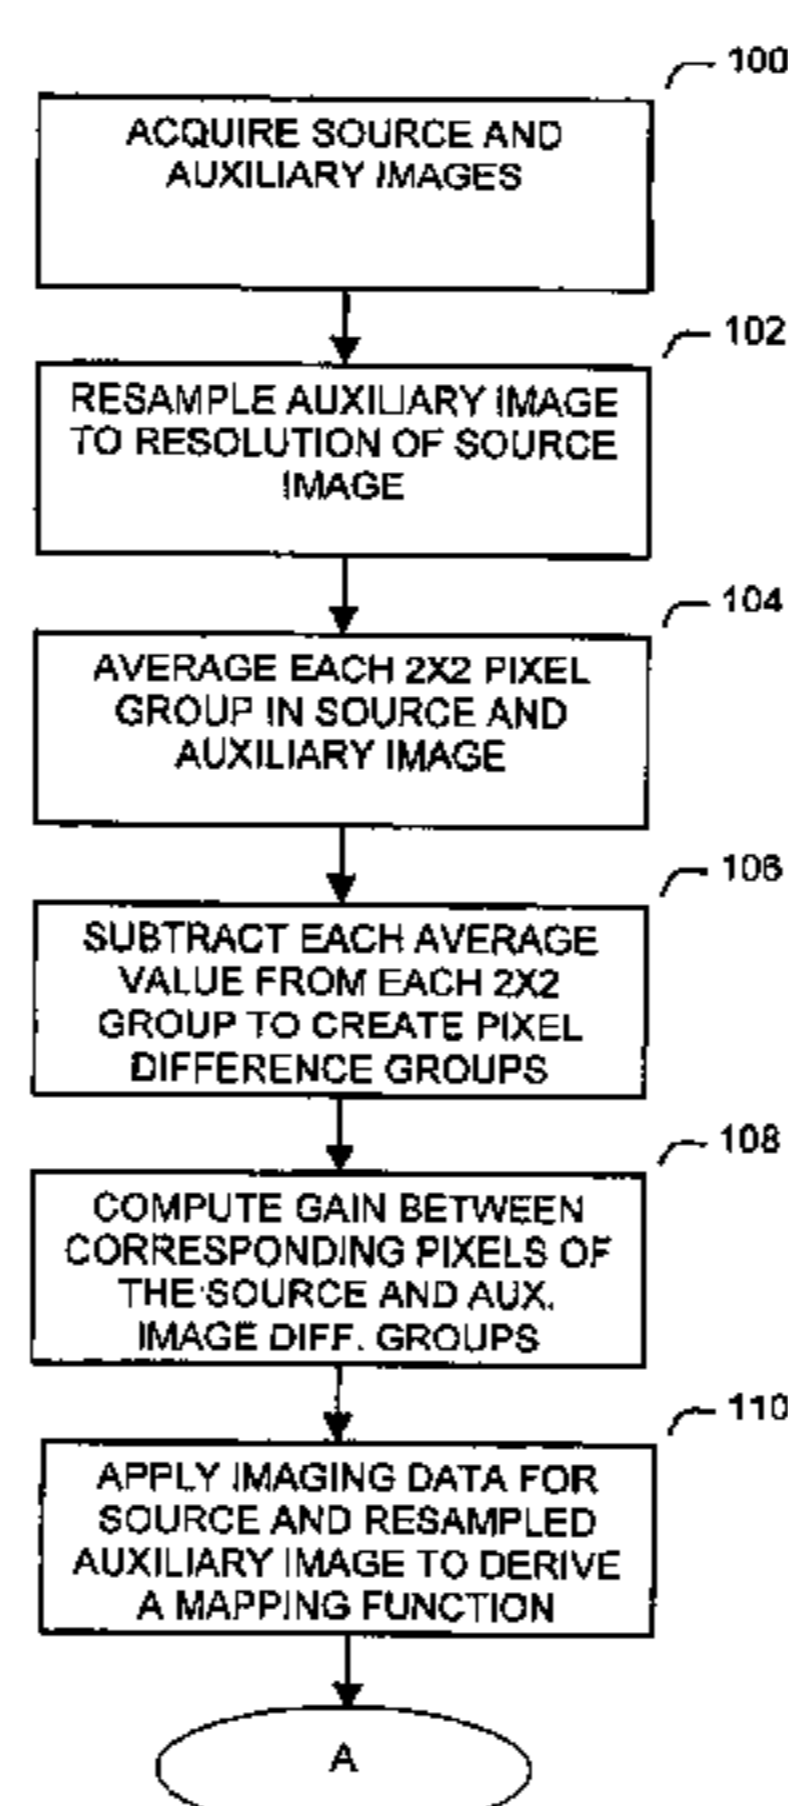 100
ACQUIRE SOURCE AND
AUXILIARY IMAGES
102
RESAMPLE AUXILIARY IMAGE
TO RESOLUTION OF SOURCE
IMAGE
104
AVERAGE EACH 2X2 PIXEL
GROUP IN SOURCE AND
AUXILIARY IMAGE
106
SUBTRACT EACH AVERAGE
VALUE FROM EACH 2X2
GROUP TO CREATE PIXEL
DIFFERENCE GROUPS
108
COMPUTE GAIN BETWEEN
CORRESPONDING PIXELS OF
THE SOURCE AND AUX.
IMAGE DIFF. GROUPS
110
APPLY IMAGING DATA FOR
SOURCE AND RESAMPLED
AUXILIARY IMAGE TO DERIVE
A MAPPING FUNCTION
A